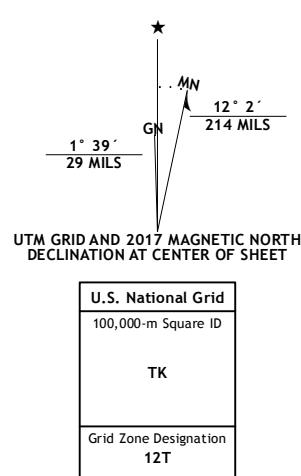 ★
MN
GN
12° 2´
214 MILS
1° 39´
29 MILS
UTM GRID AND 2017 MAGNETIC NORTH
DECLINATION AT CENTER OF SHEET
U.S. National Grid
100,000-m Square ID
TK
Grid Zone Designation
12T